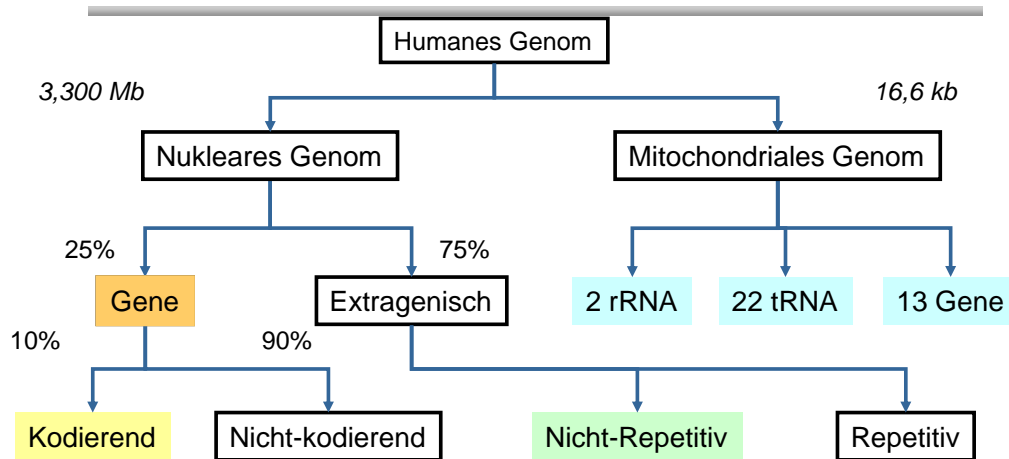 Humanes Genom
3,300 Mb
16,6 kb
Nukleares Genom
Mitochondriales Genom
25%
75%
Gene
Extragenisch
2 rRNA
22 tRNA
13 Gene
10%
90%
Kodierend
Nicht-kodierend
Nicht-Repetitiv
Repetitiv